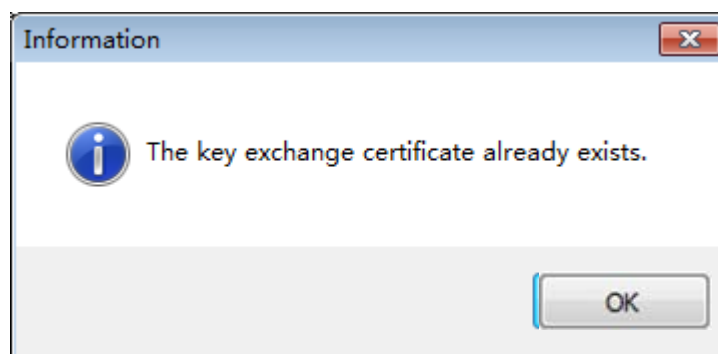 Information
The key exchange certificate already exists.
OK